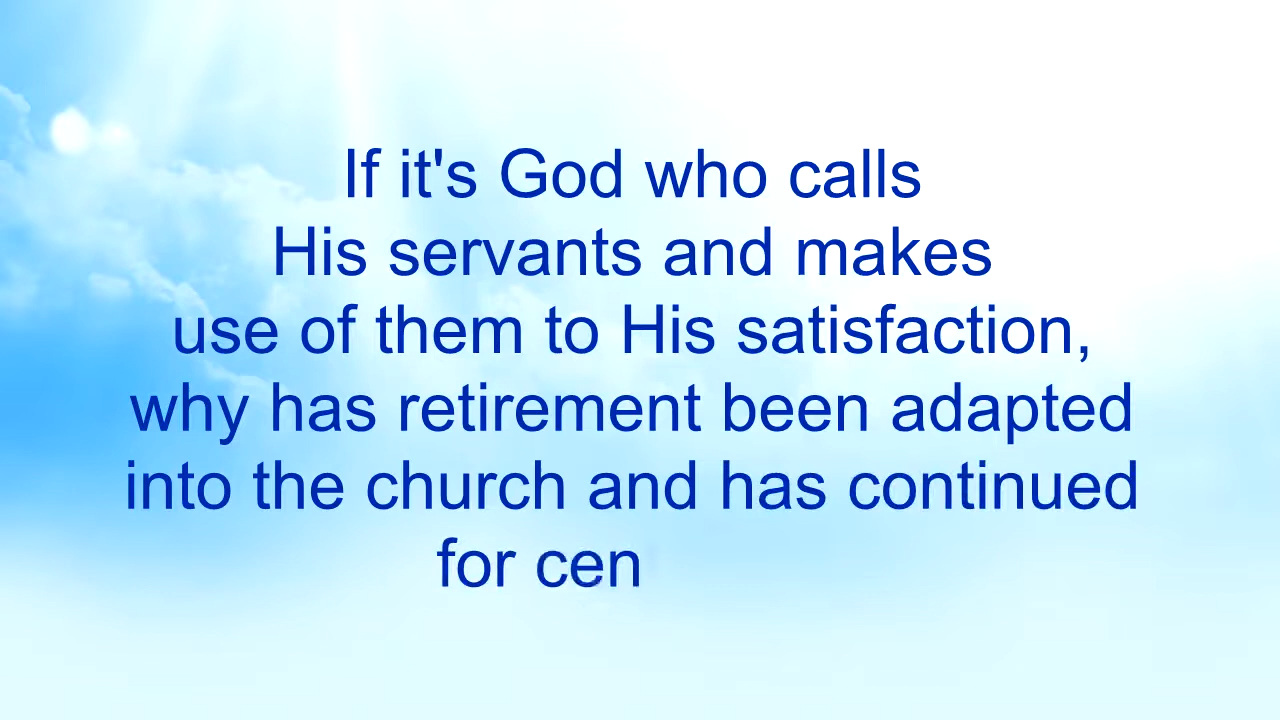 If it's God who calls
His servants and makes
use of them to His satisfaction,
why has retirement been adapted
into the church and has continued
for cen